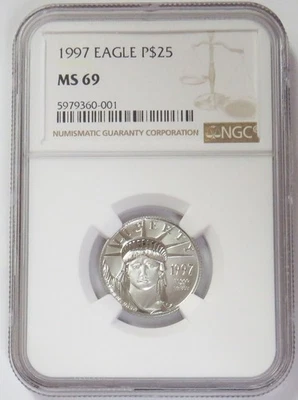 1997 EAGLE P$25
MS 69
5979360-001
NUMISMATIC GUARANTY CORPORATION
NGC
LIBERTY
1997